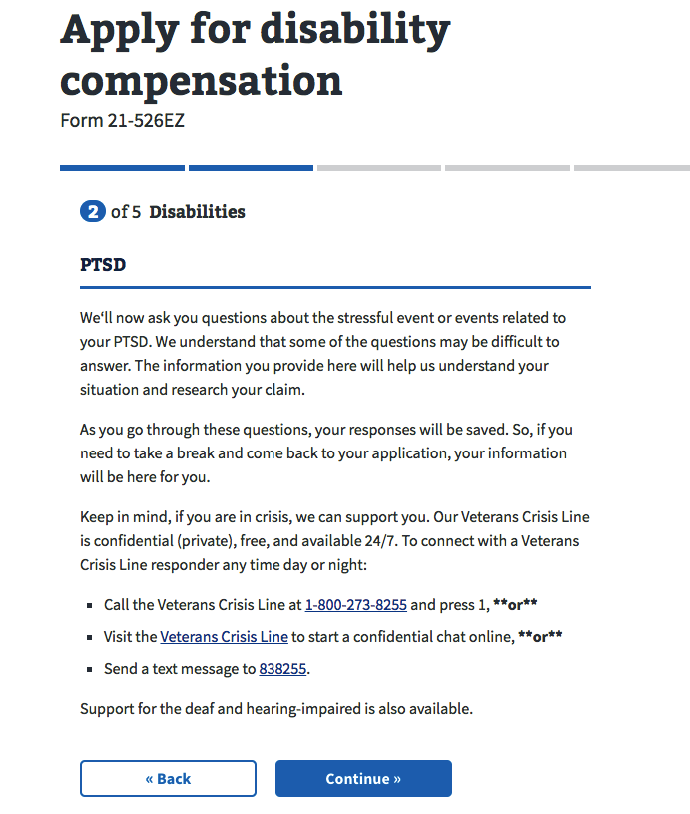 Apply for disability
compensation
Form 21-526EZ
2 of 5 Disabilities
PTSD
We‘ll now ask you questions about the stressful event or events related to
your PTSD. We understand that some of the questions may be difficult to
answer. The information you provide here will help us understand your
situation and research your claim.
As you go through these questions, your responses will be saved. So, if you
need to take a break and come back to your application, your information
will be here for you.
Keep in mind, if you are in crisis, we can support you. Our Veterans Crisis Line
is confidential (private), free, and available 24/7. To connect with a Veterans
Crisis Line responder any time day or night:
▪ Call the Veterans Crisis Line at 1-800-273-8255 and press 1, **or**
▪ Visit the Veterans Crisis Line to start a confidential chat online, **or**
▪ Send a text message to 838255.
Support for the deaf and hearing-impaired is also available.
« Back
Continue »